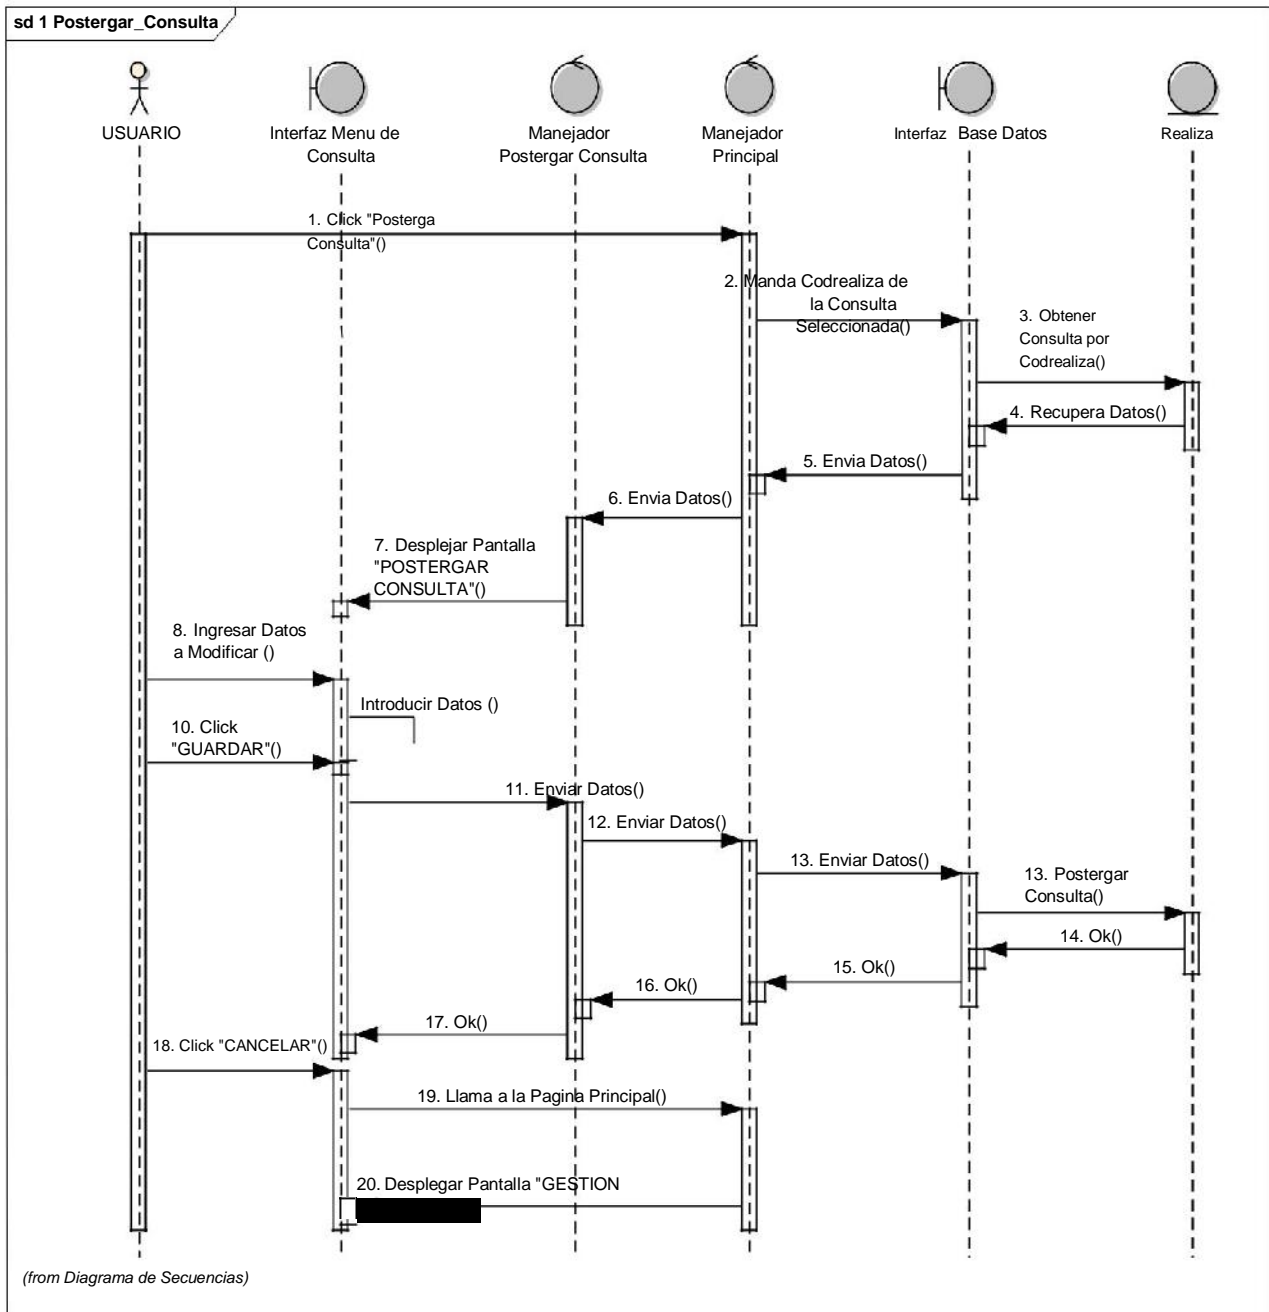 sd 1 Postergar_Consulta
USUARIO
Interfaz Menu de
Consulta
Manejador
Postergar Consulta
Manejador
Principal
Interfaz Base Datos
Realiza
1. Click "Posterga
Consulta"()
2. Manda Codrealiza de
la Consulta
Seleccionada()
3. Obtener
Consulta por
Codrealiza()
4. Recupera Datos()
5. Envia Datos()
6. Envia Datos()
7. Desplejar Pantalla
"POSTERGAR
CONSULTA"()
8. Ingresar Datos
a Modificar ()
Introducir Datos ()
10. Click
"GUARDAR"()
11. Enviar Datos()
12. Enviar Datos()
13. Enviar Datos()
13. Postergar
Consulta()
14. Ok()
15. Ok()
16. Ok()
17. Ok()
18. Click "CANCELAR"()
19. Llama a la Pagina Principal()
20. Desplegar Pantalla "GESTION
(from Diagrama de Secuencias)